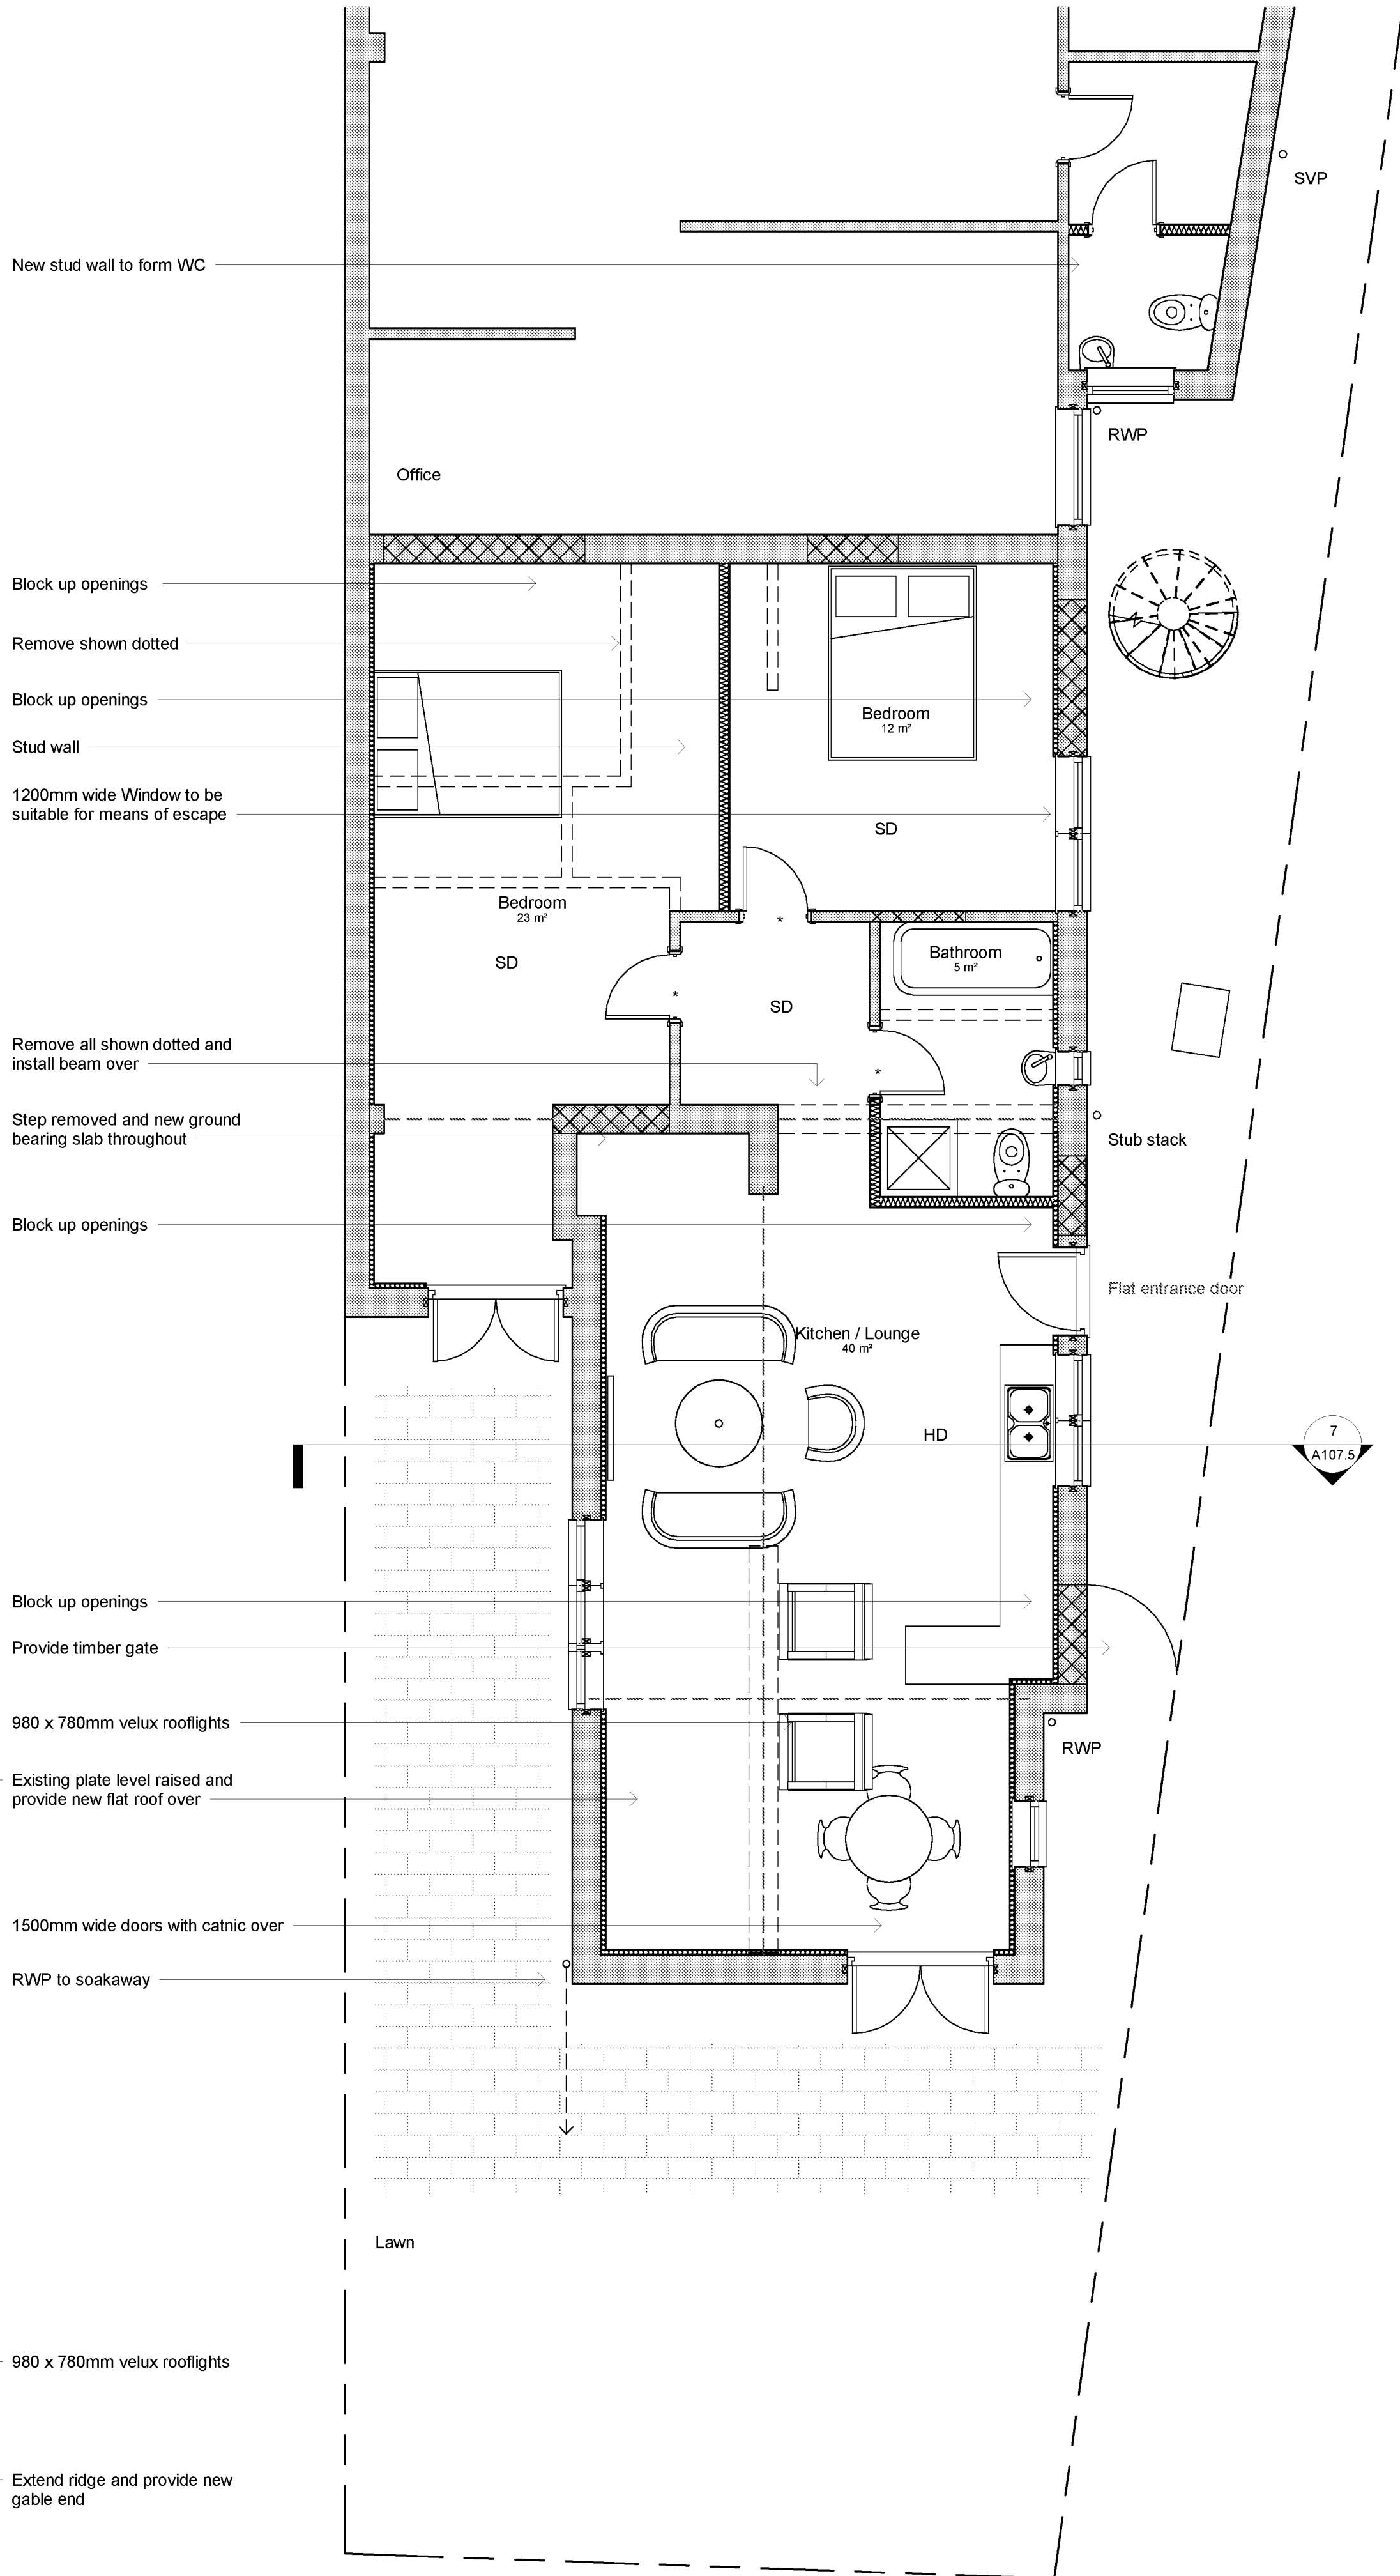 SVP
New stud wall to form WC
RWP
Office
Block up openings
Remove shown dotted
Block up openings
Bedroom
12 m²
Stud wall
1200mm wide Window to be
suitable for means of escape
SD
Bedroom
23 m²
Bathroom
5 m²
SD
*
*
SD
Remove all shown dotted and
install beam over
*
Step removed and new ground
bearing slab throughout
Stub stack
Block up openings
Flat entrance door
Kitchen / Lounge
40 m²
HD
7
A107.5
Block up openings
Provide timber gate
980 x 780mm velux rooflights
RWP
Existing plate level raised and
provide new flat roof over
1500mm wide doors with catnic over
RWP to soakaway
Lawn
980 x 780mm velux rooflights
Extend ridge and provide new
gable end